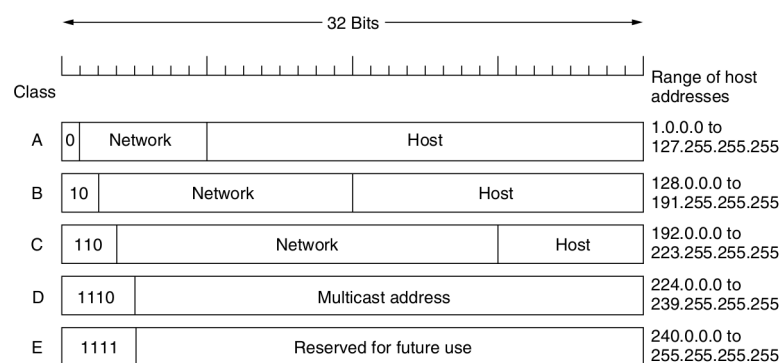 32 Bits
Class
Range of host
addresses
A
0
Network
Host
1.0.0.0 to
127.255.255.255
B
10
Network
Host
128.0.0.0 to
191.255.255.255
C
110
Network
Host
192.0.0.0 to
223.255.255.255
D
1110
Multicast address
224.0.0.0 to
239.255.255.255
E
1111
Reserved for future use
240.0.0.0 to
255.255.255.255